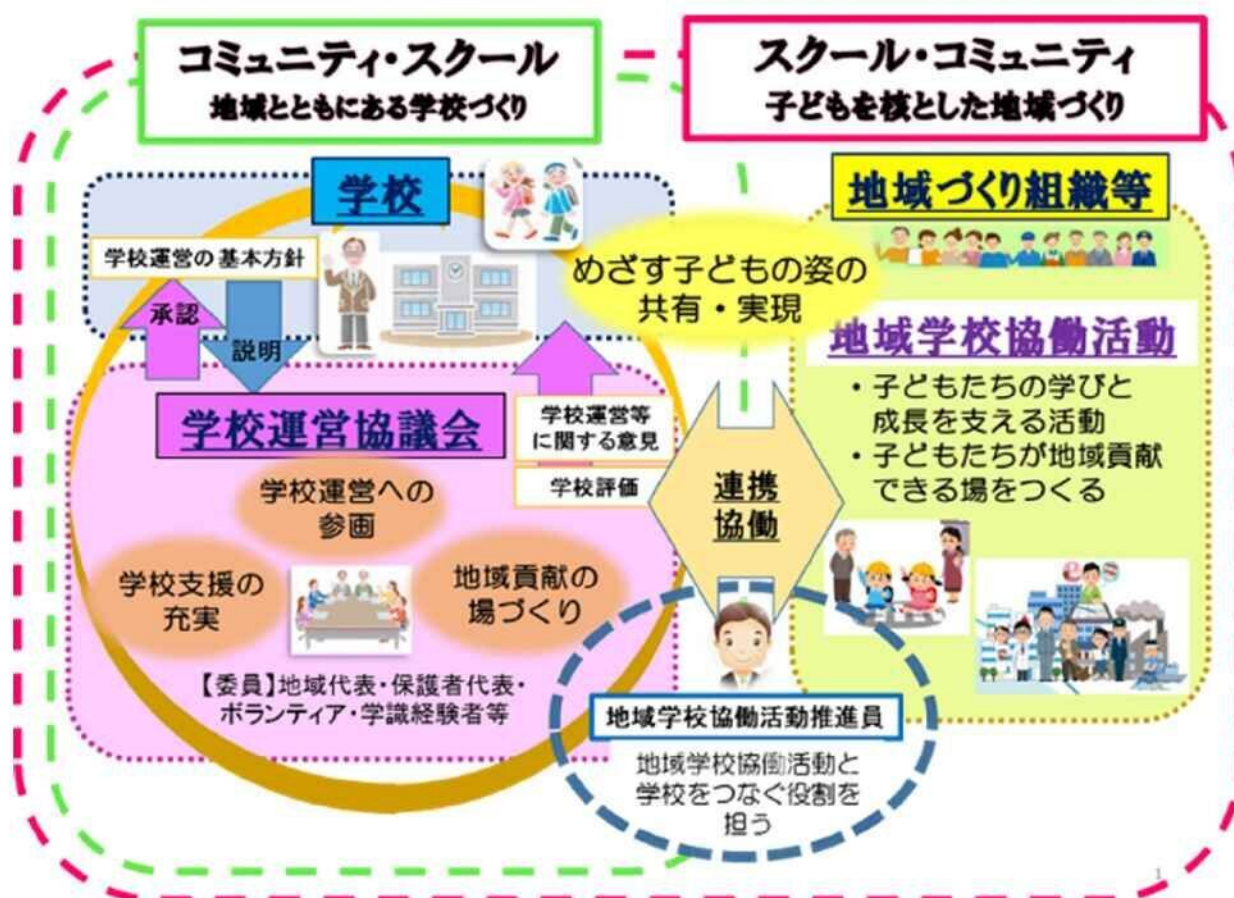 コミュニティ・スクール
地域とともにある学校づくり
スクール・コミュニティ
子どもを核とした地域づくり
学校
学校運営の基本方針
承認
説明
めざす子どもの姿の
共有・実現
学校運営協議会
学校運営等
に関する意見
学校評価
学校運営への
参画
学校支援の
充実
地域貢献の
場づくり
【委員】地域代表・保護者代表・
ボランティア・学識経験者等
連携
協働
地域づくり組織等
地域学校協働活動
・子どもたちの学びと
成長を支える活動
・子どもたちが地域貢献
できる場をつくる
地域学校協働活動推進員
地域学校協働活動と
学校をつなぐ役割を
担う
1